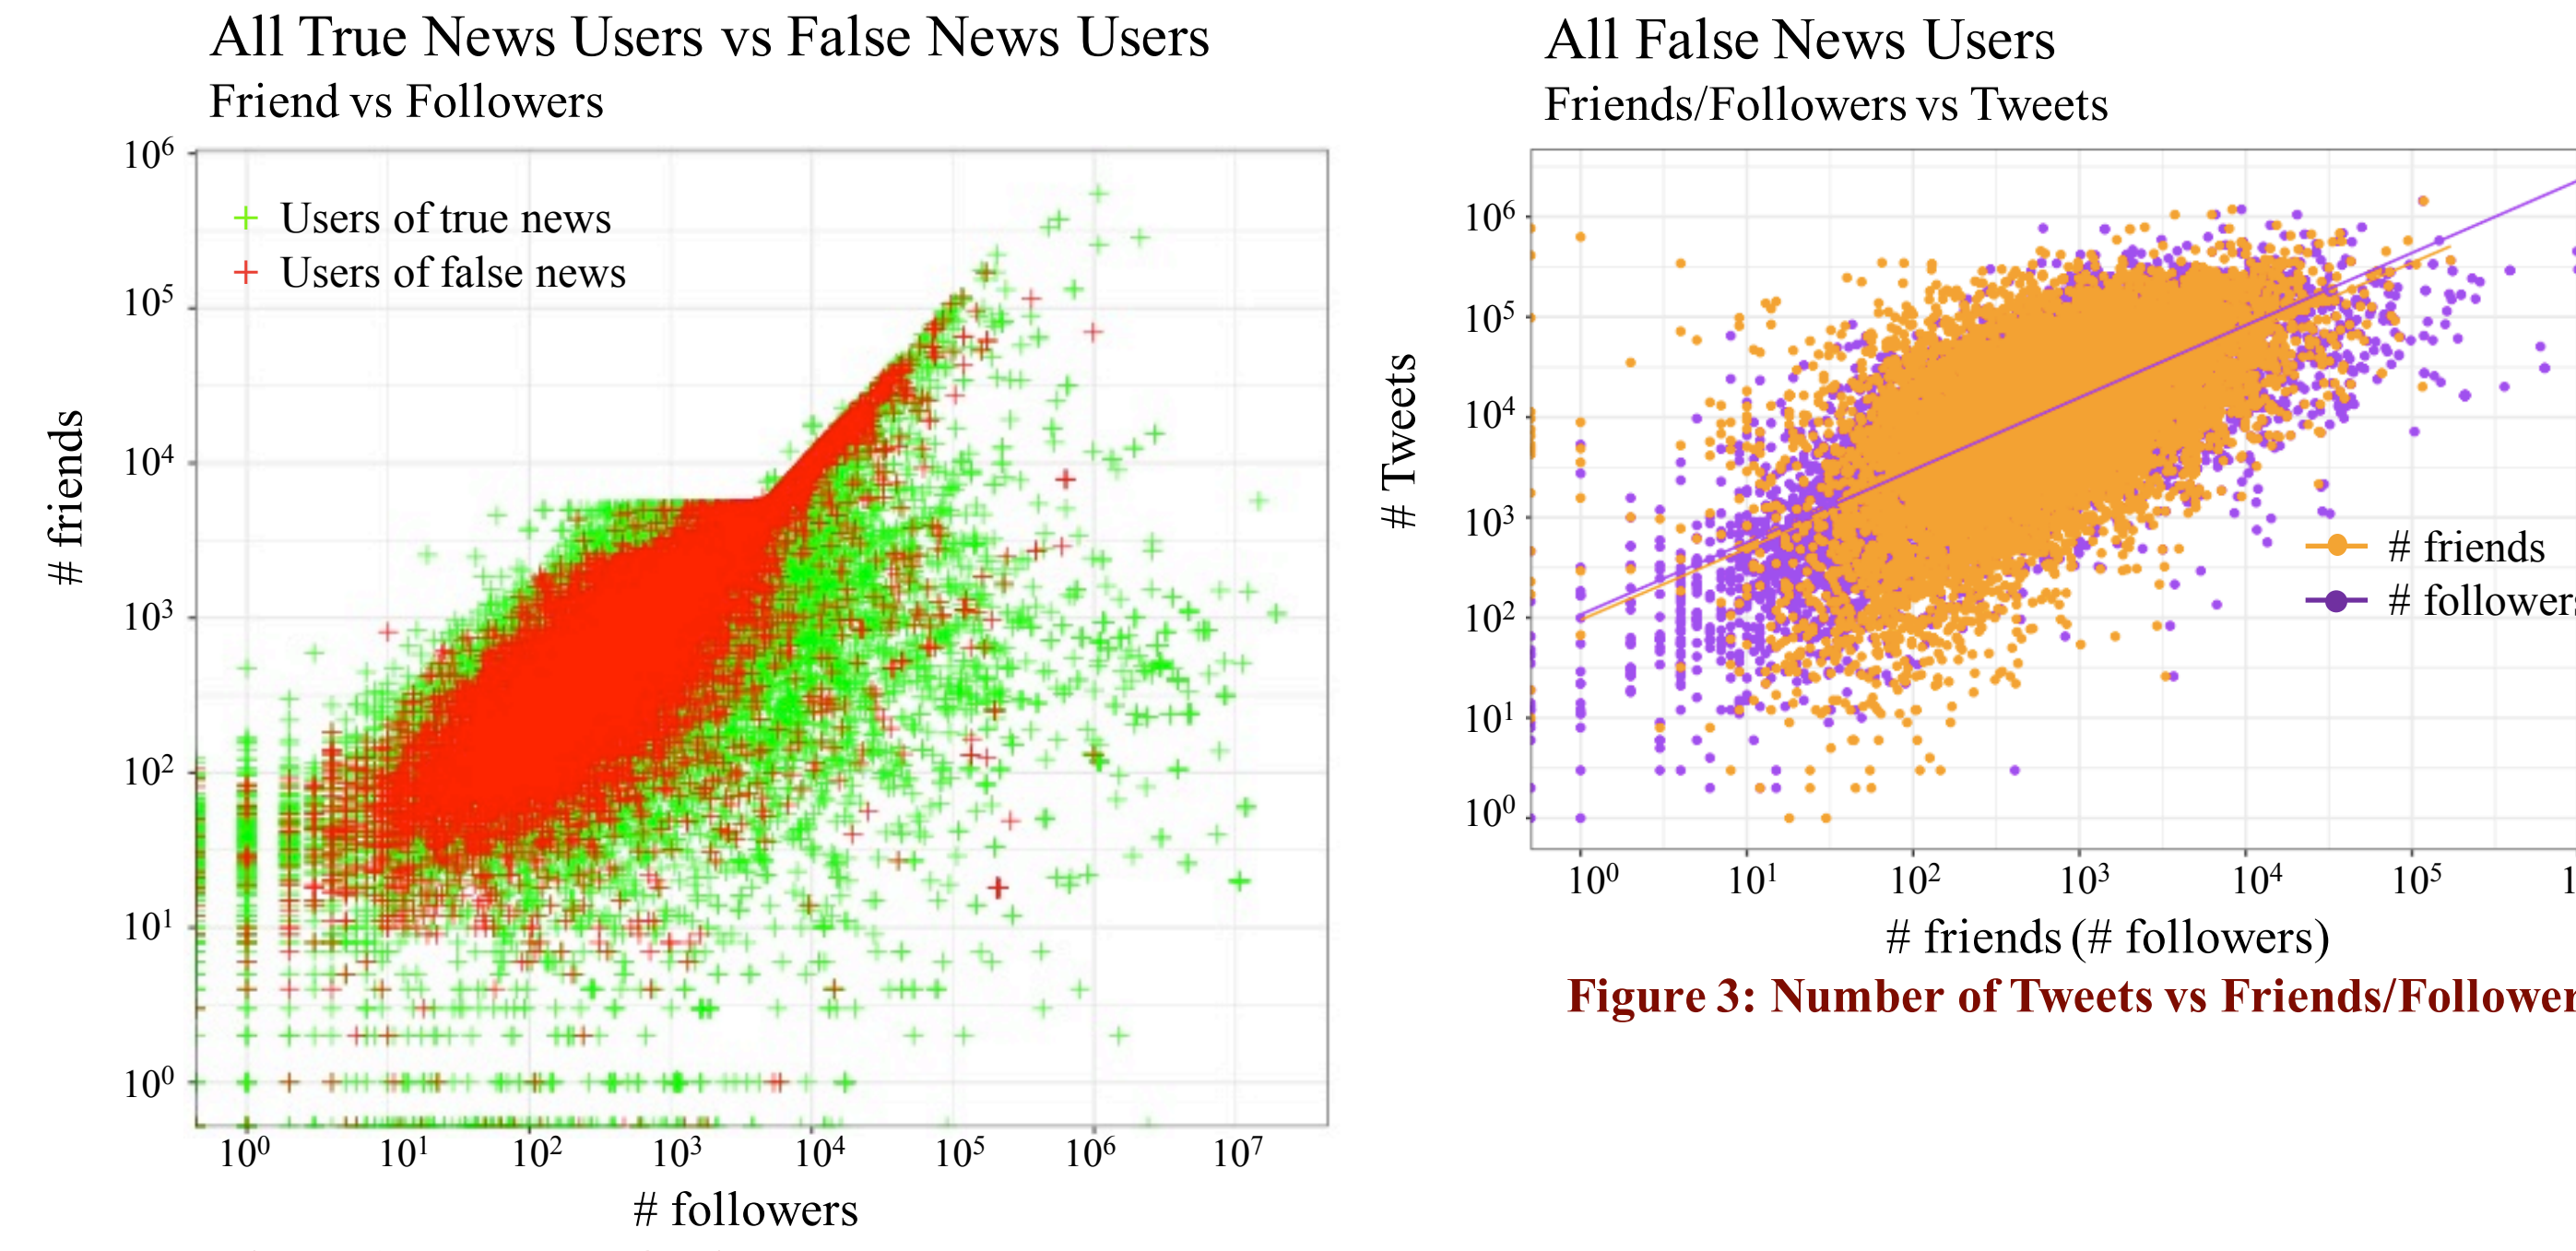 All True News Users vs False News Users
Friend vs Followers
10⁶
10⁵
10⁴
10³
10²
10¹
10⁰
# friends
Users of true news
Users of false news
10⁰ 10¹ 10² 10³ 10⁴ 10⁵ 10⁶ 10⁷
# followers
All False News Users
Friends/Followers vs Tweets
10⁶
10⁵
10⁴
10³
10²
10¹
10⁰
# Tweets
# friends
# followers
10⁰ 10¹ 10² 10³ 10⁴ 10⁵ 1
# friends (# followers)
Figure 3: Number of Tweets vs Friends/Follower